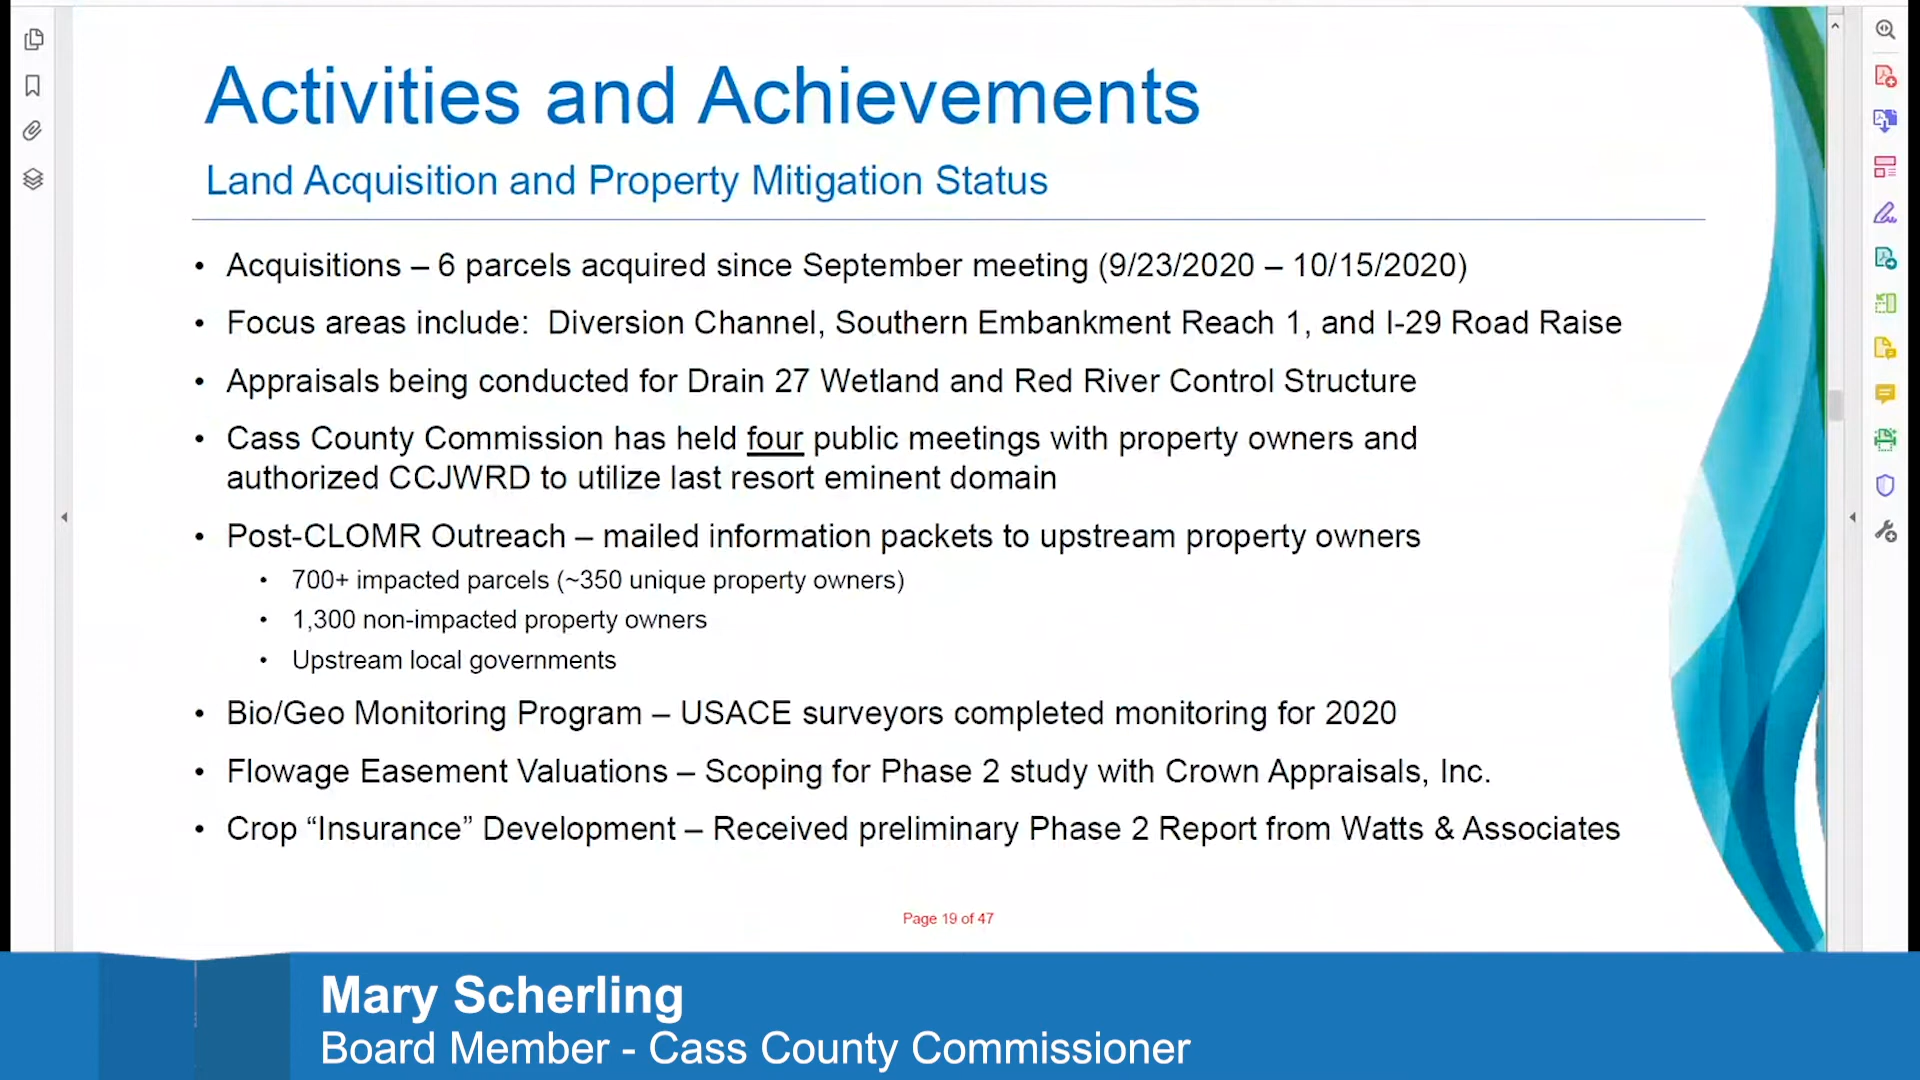 Activities and Achievements
Land Acquisition and Property Mitigation Status
• Acquisitions – 6 parcels acquired since September meeting (9/23/2020 – 10/15/2020)
• Focus areas include:  Diversion Channel, Southern Embankment Reach 1, and I-29 Road Raise
• Appraisals being conducted for Drain 27 Wetland and Red River Control Structure
• Cass County Commission has held four public meetings with property owners and
authorized CCJWRD to utilize last resort eminent domain
• Post-CLOMR Outreach – mailed information packets to upstream property owners
• 700+ impacted parcels (~350 unique property owners)
• 1,300 non-impacted property owners
• Upstream local governments
• Bio/Geo Monitoring Program – USACE surveyors completed monitoring for 2020
• Flowage Easement Valuations – Scoping for Phase 2 study with Crown Appraisals, Inc.
• Crop “Insurance” Development – Received preliminary Phase 2 Report from Watts & Associates
Page 19 of 47
Mary Scherling
Board Member - Cass County Commissioner